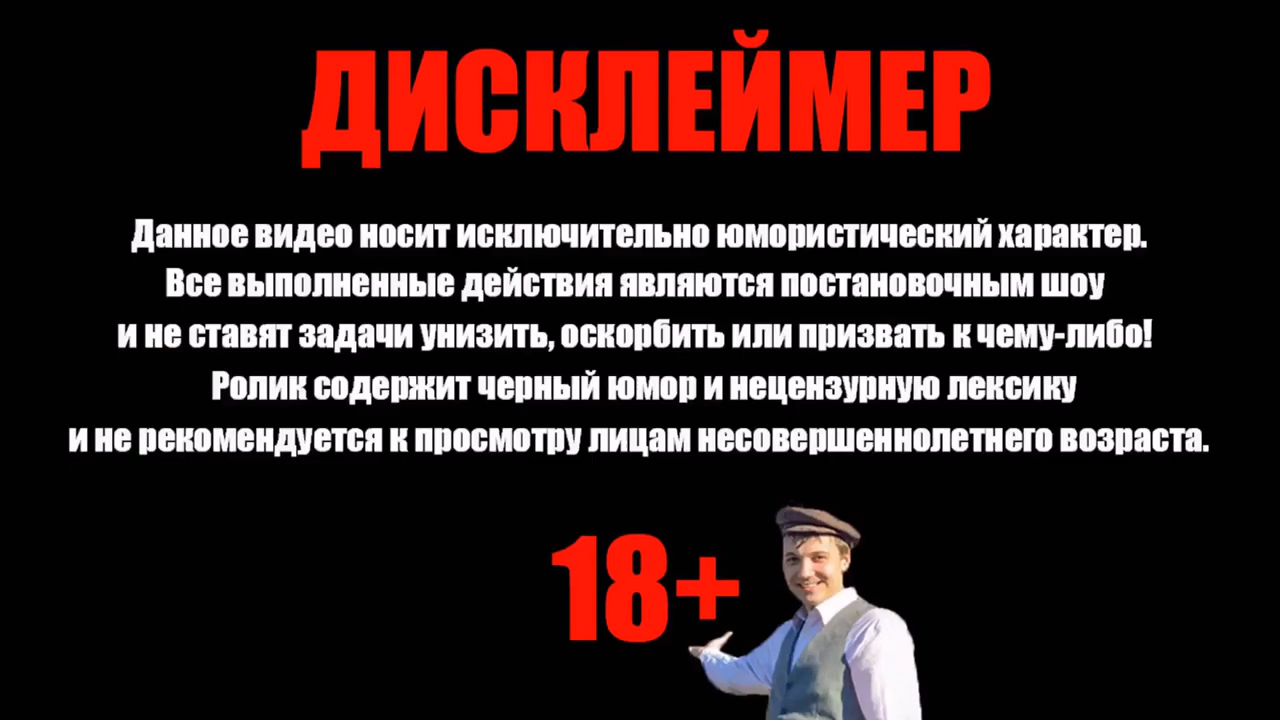 ДИСКЛЕЙМЕР
Данное видео носит исключительно юмористический характер.
Все выполненные действия являются постановочным шоу
и не ставят задачи унизить, оскорбить или призвать к чему-либо!
Ролик содержит черный юмор и нецензурную лексику
и не рекомендуется к просмотру лицам несовершеннолетнего возраста.
18+